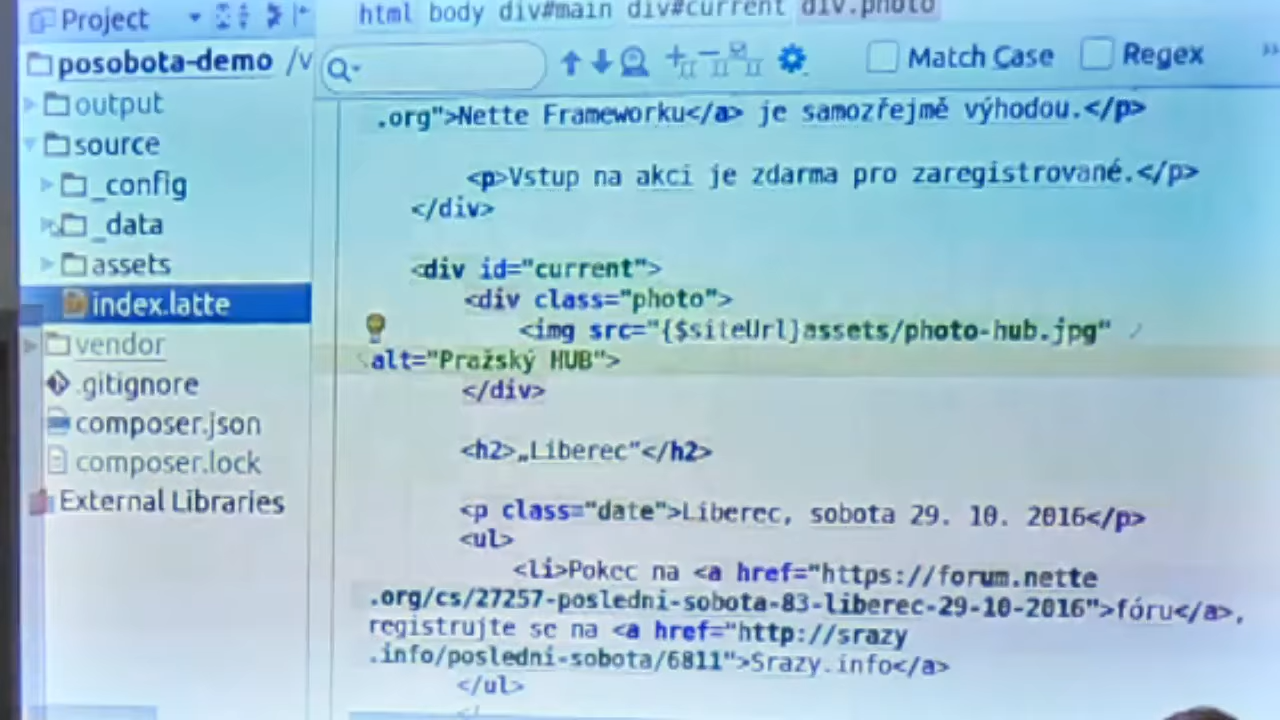 Project
html body div#main div#current div.photo
posobota-demo /v
Match Case
Regex
output
source
_config
_data
assets
index.latte
vendor
.gitignore
composer.json
composer.lock
External Libraries
.org">Nette Frameworku</a> je samozřejmě výhodou.</p>
<p>Vstup na akci je zdarma pro zaregistrované.</p>
</div>
<div id="current">
<div class="photo">
<img src="{$siteUrl}assets/photo-hub.jpg"
alt="Pražský HUB">
</div>
<h2>„Liberec“</h2>
<p class="date">Liberec, sobota 29. 10. 2016</p>
<ul>
<li>Pokec na <a href="https://forum.nette
.org/cs/27257-posledni-sobota-83-liberec-29-10-2016">fóru</a>,
registrujte se na <a href="http://srazy
.info/posledni-sobota/6811">Srazy.info</a>
</ul>